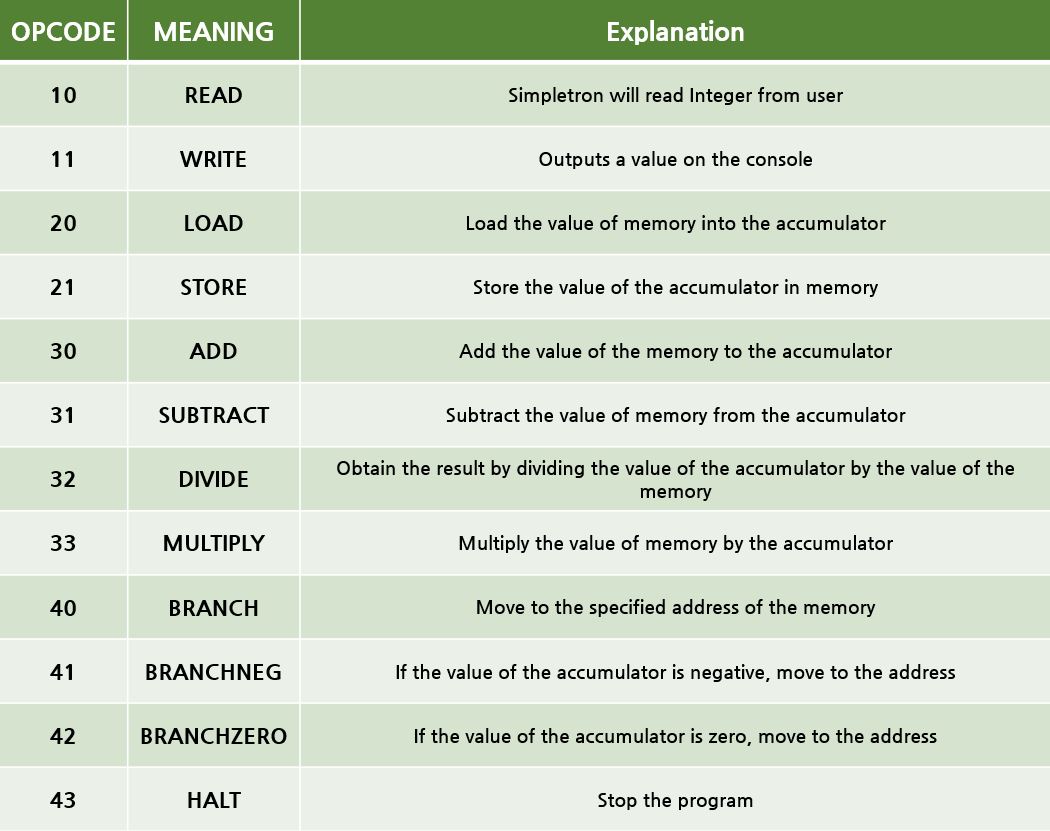 OPCODE MEANING Explanation
10 READ Simpletron will read Integer from user
11 WRITE Outputs a value on the console
20 LOAD Load the value of memory into the accumulator
21 STORE Store the value of the accumulator in memory
30 ADD Add the value of the memory to the accumulator
31 SUBTRACT Subtract the value of memory from the accumulator
32 DIVIDE Obtain the result by dividing the value of the accumulator by the value of the
memory
33 MULTIPLY Multiply the value of memory by the accumulator
40 BRANCH Move to the specified address of the memory
41 BRANCHNEG If the value of the accumulator is negative, move to the address
42 BRANCHZERO If the value of the accumulator is zero, move to the address
43 HALT Stop the program